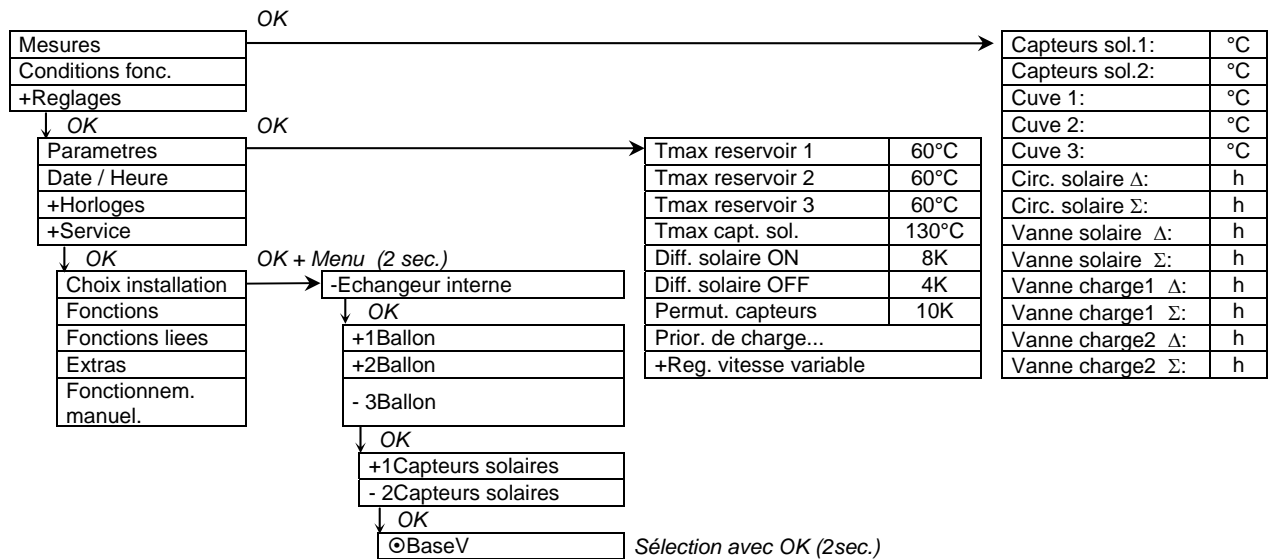 OK
Mesures
Conditions fonc.
+Reglages
OK
OK
Parametres
Date / Heure
+Horloges
+Service
OK
OK + Menu (2 sec.)
Choix installation
Fonctions
Fonctions liees
Extras
Fonctionnem.
manuel.
-Echangeur interne
OK
+1Ballon
+2Ballon
- 3Ballon
OK
+1Capteurs solaires
- 2Capteurs solaires
OK
⊙BaseV
Sélection avec OK (2sec.)
Tmax reservoir 1 60°C
Tmax reservoir 2 60°C
Tmax reservoir 3 60°C
Tmax capt. sol. 130°C
Diff. solaire ON 8K
Diff. solaire OFF 4K
Permut. capteurs 10K
Prior. de charge...
+Reg. vitesse variable
Capteurs sol.1: °C
Capteurs sol.2: °C
Cuve 1: °C
Cuve 2: °C
Cuve 3: °C
Circ. solaire Δ: h
Circ. solaire Σ: h
Vanne solaire Δ: h
Vanne solaire Σ: h
Vanne charge1 Δ: h
Vanne charge1 Σ: h
Vanne charge2 Δ: h
Vanne charge2 Σ: h